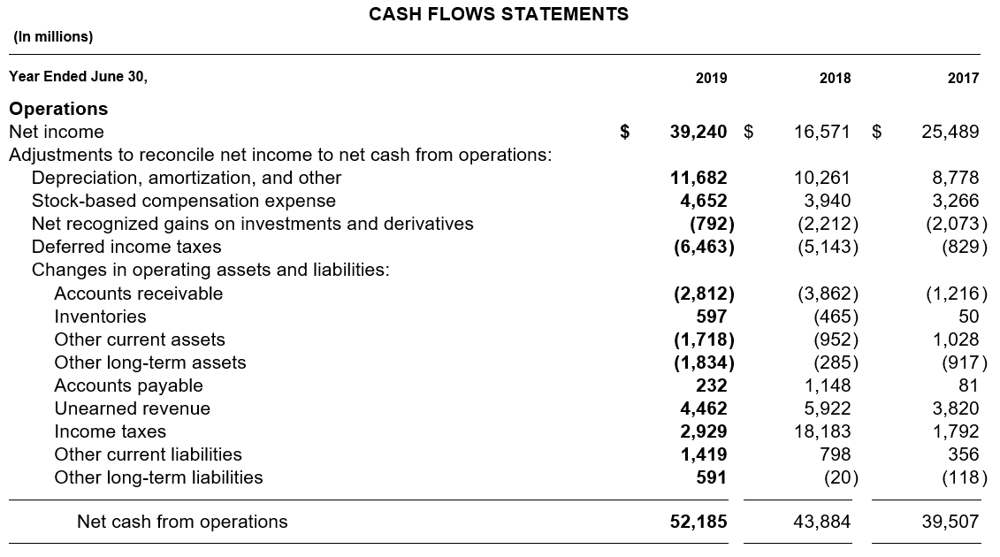 CASH FLOWS STATEMENTS
(In millions)
Year Ended June 30, 2019 2018 2017
Operations
Net income $ 39,240 $ 16,571 $ 25,489
Adjustments to reconcile net income to net cash from operations:
Depreciation, amortization, and other 11,682 10,261 8,778
Stock-based compensation expense 4,652 3,940 3,266
Net recognized gains on investments and derivatives (792) (2,212) (2,073)
Deferred income taxes (6,463) (5,143) (829)
Changes in operating assets and liabilities:
Accounts receivable (2,812) (3,862) (1,216)
Inventories 597 (465) 50
Other current assets (1,718) (952) 1,028
Other long-term assets (1,834) (285) (917)
Accounts payable 232 1,148 81
Unearned revenue 4,462 5,922 3,820
Income taxes 2,929 18,183 1,792
Other current liabilities 1,419 798 356
Other long-term liabilities 591 (20) (118)
Net cash from operations 52,185 43,884 39,507